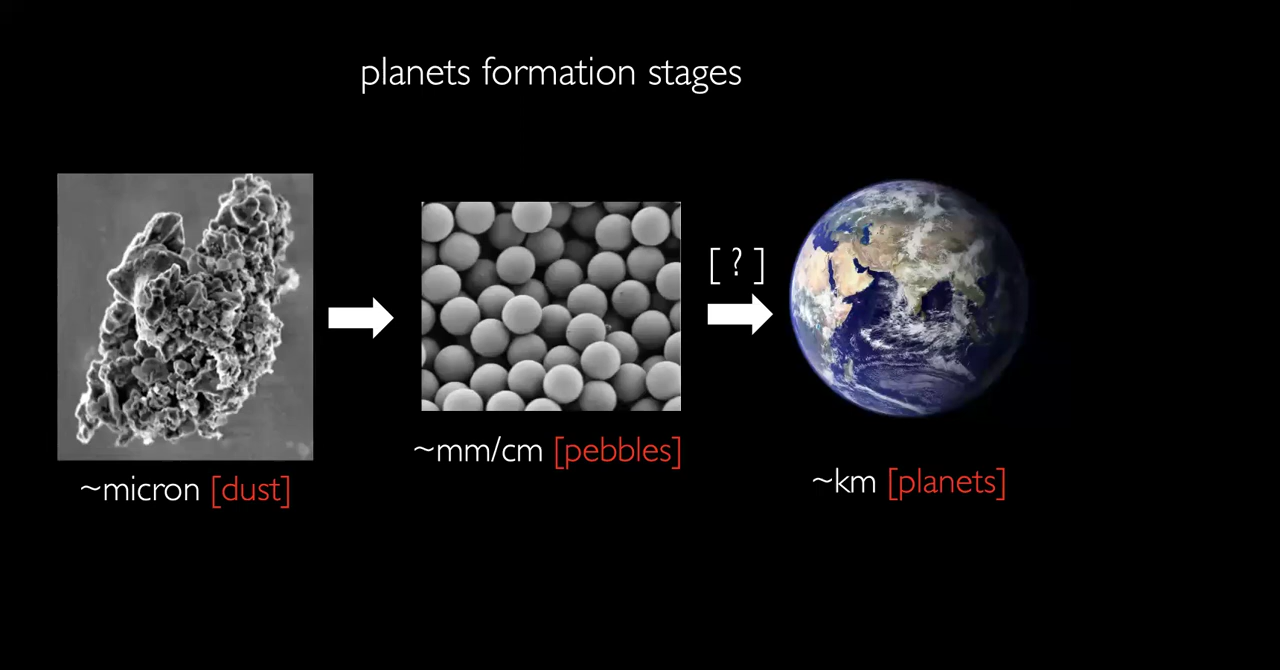 planets formation stages
[ ? ]
~mm/cm [pebbles]
~micron [dust]
~km [planets]